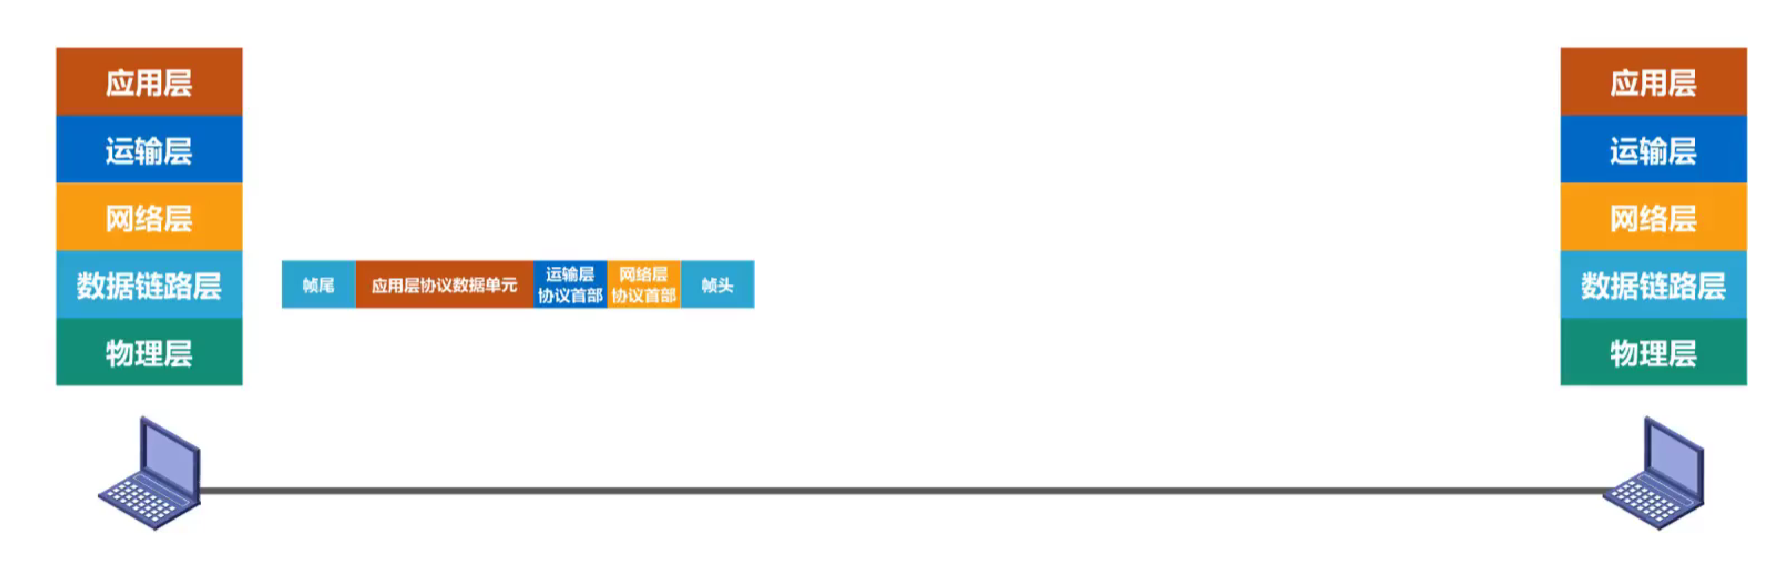 应用层
运输层
网络层
数据链路层
物理层
帧尾
应用层协议数据单元
运输层
协议首部
网络层
协议首部
帧头
应用层
运输层
网络层
数据链路层
物理层